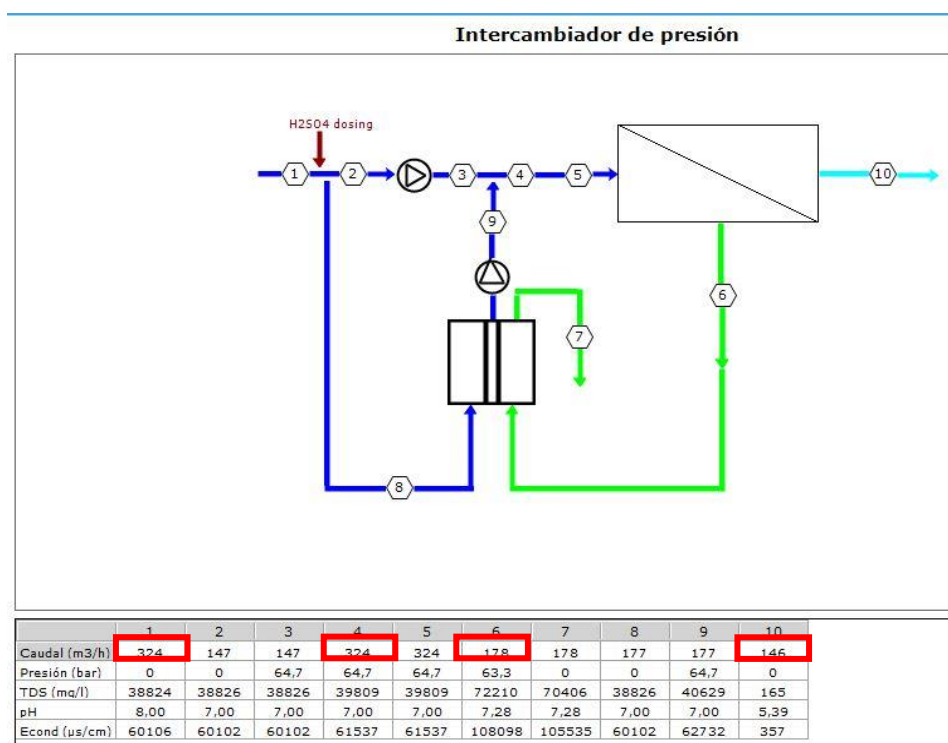 Intercambiador de presión
H2SO4 dosing
1 2 3 4 5 10
9
6
7
8
1 2 3 4 5 6 7 8 9 10
Caudal (m3/h) 324 147 147 324 324 178 178 177 177 146
Presión (bar) 0 0 64,7 64,7 64,7 63,3 0 0 64,7 0
TDS (mg/l) 38824 38826 38826 39809 39809 72210 70406 38826 40629 165
pH 8,00 7,00 7,00 7,00 7,00 7,28 7,28 7,00 7,00 5,39
Econd (µs/cm) 60106 60102 60102 61537 61537 108098 105535 60102 62732 357